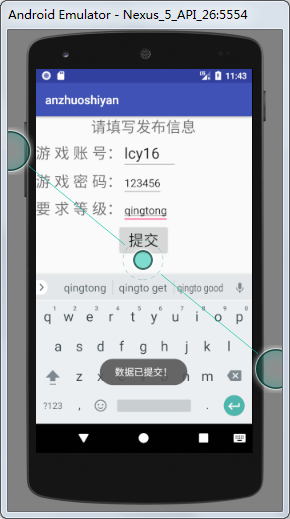 Android Emulator - Nexus_5_API_26:5554
11:43
anzhuoshiyan
请填写发布信息
游戏账号： lcy16
游戏密码： 123456
要求等级： qingtong
提交
qingtong qingto get qingto good
q w e r t y u i o p
a s d f g h j k l
z x c v b n m
数据已提交！
?123 , .